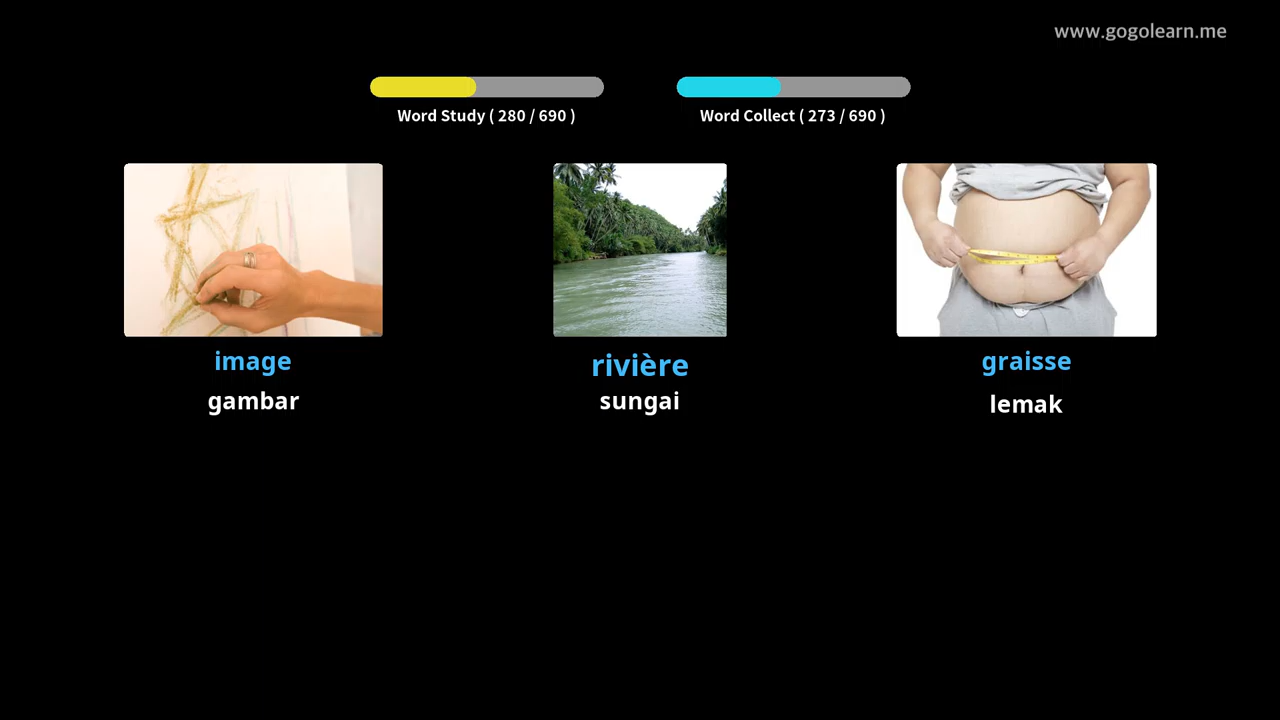 www.gogolearn.me
Word Study ( 280 / 690 )
Word Collect ( 273 / 690 )
image
gambar
rivière
sungai
graisse
lemak